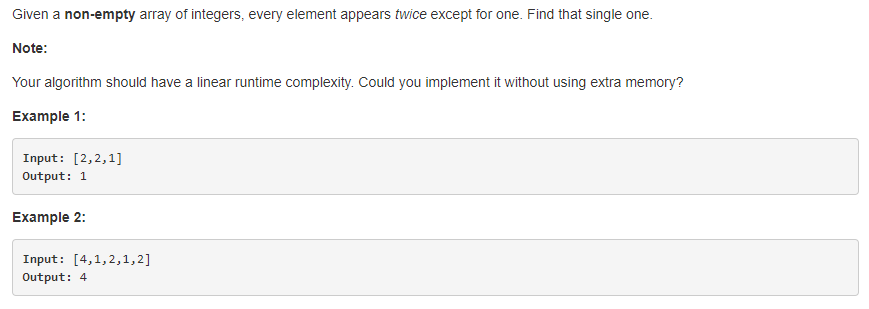 Given a non-empty array of integers, every element appears twice except for one. Find that single one.
Note:
Your algorithm should have a linear runtime complexity. Could you implement it without using extra memory?
Example 1:
Input: [2,2,1]
Output: 1
Example 2:
Input: [4,1,2,1,2]
Output: 4